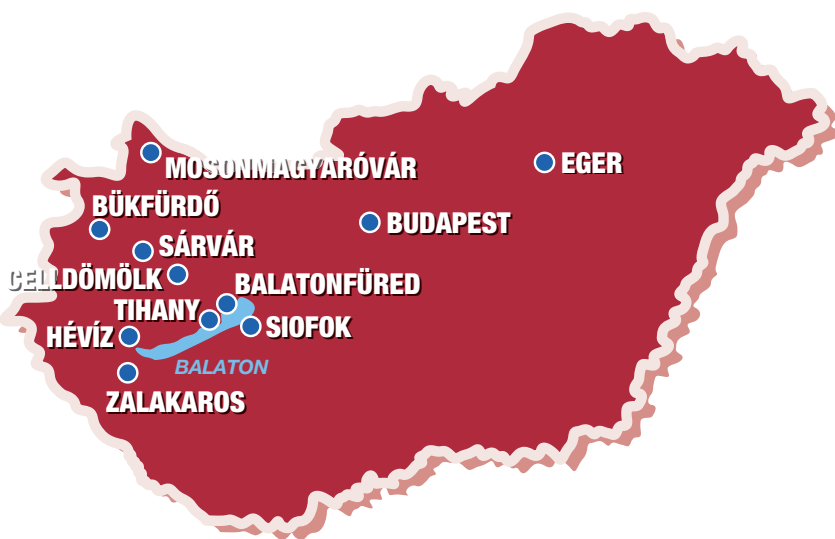 MOSONMAGYARÓVÁR
EGER
BÜKFÜRDŐ
BUDAPEST
SÁRVÁR
CELLDÖMÖLK
BALATONFÜRED
TIHANY
SIOFOK
HÉVÍZ
BALATON
ZALAKAROS